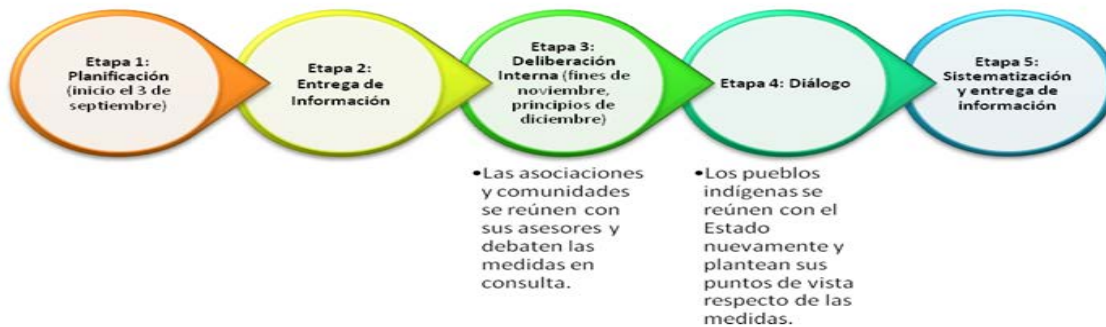 Etapa 1:
Planificación
(inicio el 3 de
septiembre)
Etapa 2:
Entrega de
Información
Etapa 3:
Deliberación
Interna (fines de
noviembre,
principios de
diciembre)
•Las asociaciones
y comunidades
se reúnen con
sus asesores y
debaten las
medidas en
consulta.
Etapa 4: Diálogo
•Los pueblos
indígenas se
reúnen con el
Estado
nuevamente y
plantean sus
puntos de vista
respecto de las
medidas.
Etapa 5:
Sistematización
y entrega de
información